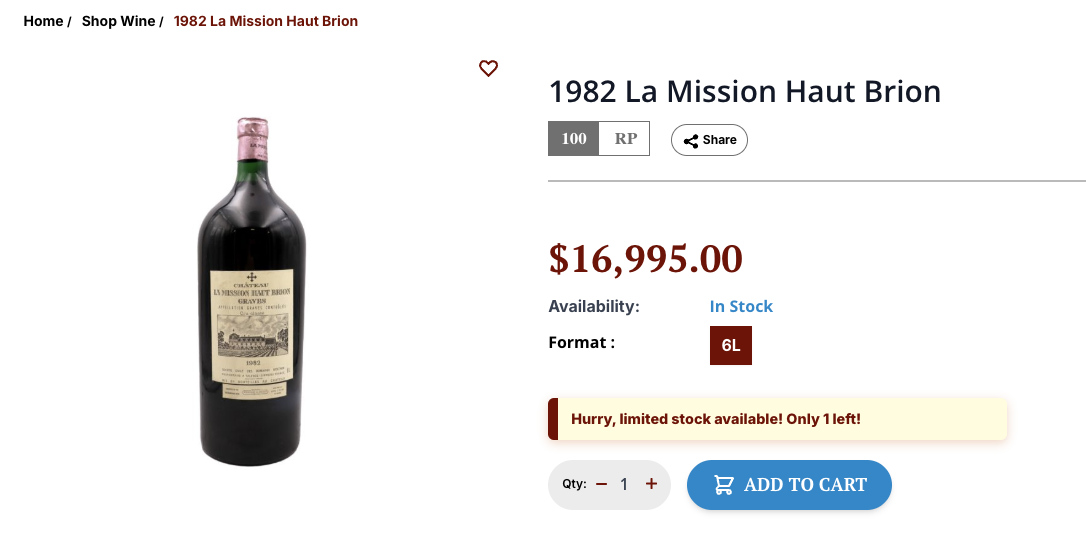 Home / Shop Wine / 1982 La Mission Haut Brion
1982 La Mission Haut Brion
100 RP Share
$16,995.00
Availability: In Stock
Format : 6L
Hurry, limited stock available! Only 1 left!
Qty: − 1 + ADD TO CART
CHÂTEAU
LA MISSION HAUT BRION
GRAVES
1982